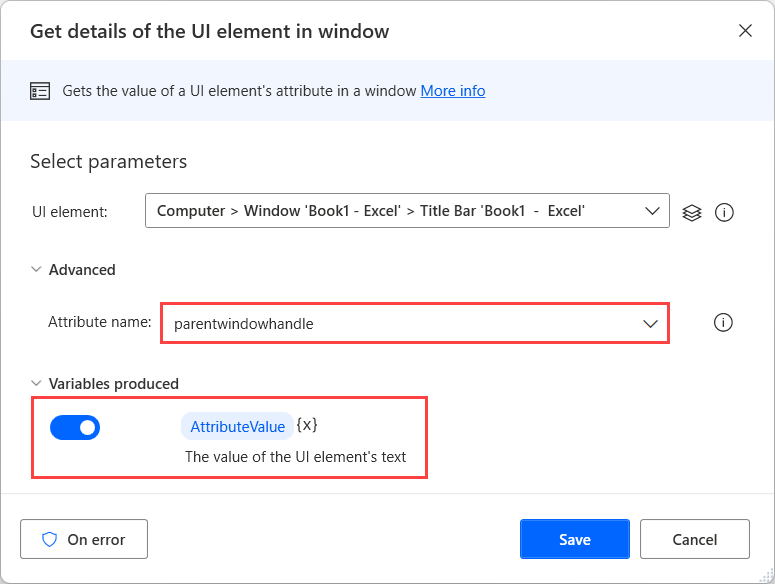 Get details of the UI element in window
Gets the value of a UI element's attribute in a window More info
Select parameters
UI element: Computer > Window 'Book1 - Excel' > Title Bar 'Book1  -  Excel'
Advanced
Attribute name: parentwindowhandle
Variables produced
AttributeValue {x}
The value of the UI element's text
On error Save Cancel